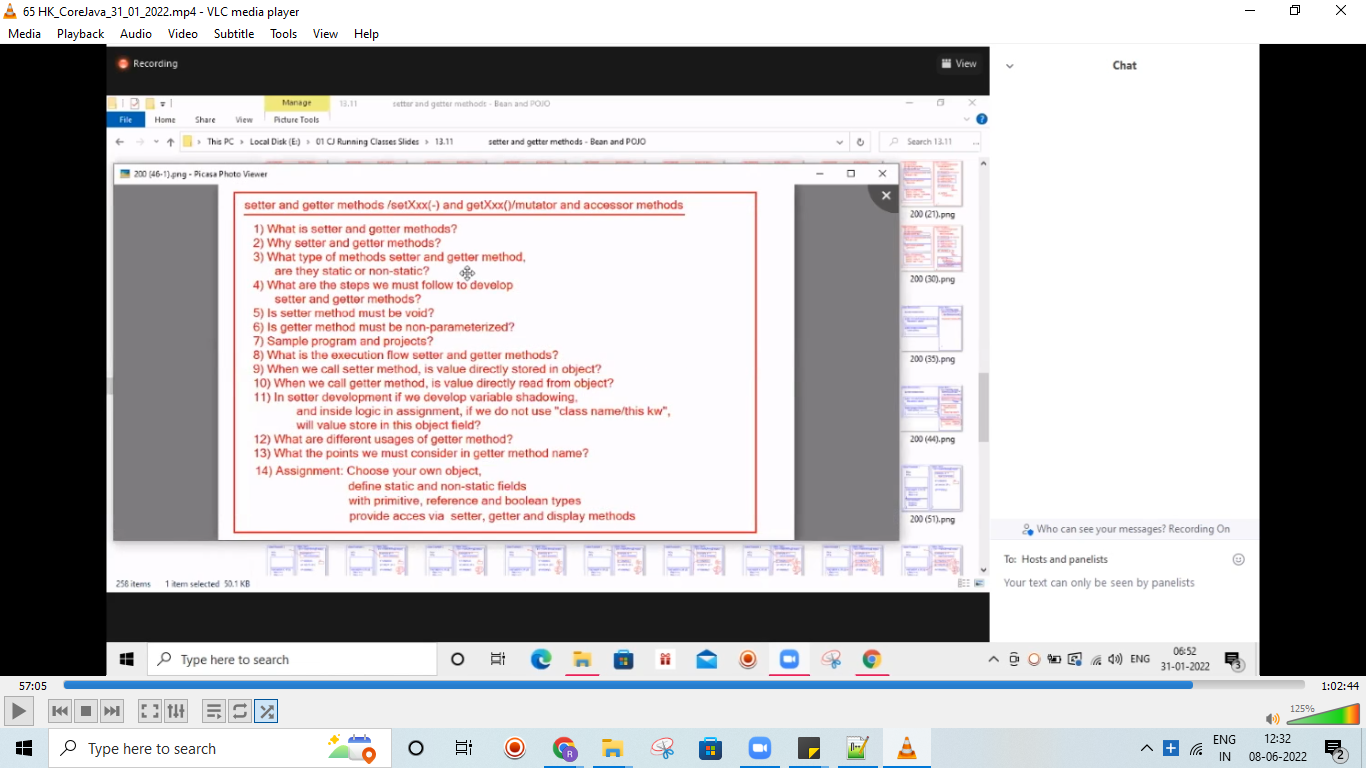 65 HK_CoreJava_31_01_2022.mp4 - VLC media player
Media Playback Audio Video Subtitle Tools View Help
Recording
View
Chat
Manage 13.11 setter and getter methods - Bean and POJO
File Home Share View Picture Tools
This PC > Local Disk (E:) > 01 CJ Running Classes Slides > 13.11 setter and getter methods - Bean and POJO
Search 13.11
200 (46-1).png - Picasa Photo Viewer
setter and getter methods /setXxx(-) and getXxx()/mutator and accessor methods
1) What is setter and getter methods?
2) Why setter and getter methods?
3) What type of methods setter and getter method,
are they static or non-static?
4) What are the steps we must follow to develop
setter and getter methods?
5) Is setter method must be void?
6) Is getter method must be non-parameterized?
7) Sample program and projects?
8) What is the execution flow setter and getter methods?
9) When we call setter method, is value directly stored in object?
10) When we call getter method, is value directly read from object?
11) In setter development if we develop variable shadowing,
and inside logic in assignment, if we do not use "class name/this kw",
will value store in this object field?
12) What are different usages of getter method?
13) What the points we must consider in getter method name?
14) Assignment: Choose your own object,
define static and non-static fields
with primitive, reference and boolean types
provide acces via setter, getter and display methods
200 (21).png
200 (30).png
200 (35).png
200 (44).png
200 (51).png
258 items 1 item selected 50.1 KB
Who can see your messages? Recording On
To: Hosts and panelists
Your text can only be seen by panelists
Type here to search
ENG
06:52
31-01-2022
3
57:05
1:02:44
125%
Type here to search
ENG
IN
12:32
08-06-2022
2